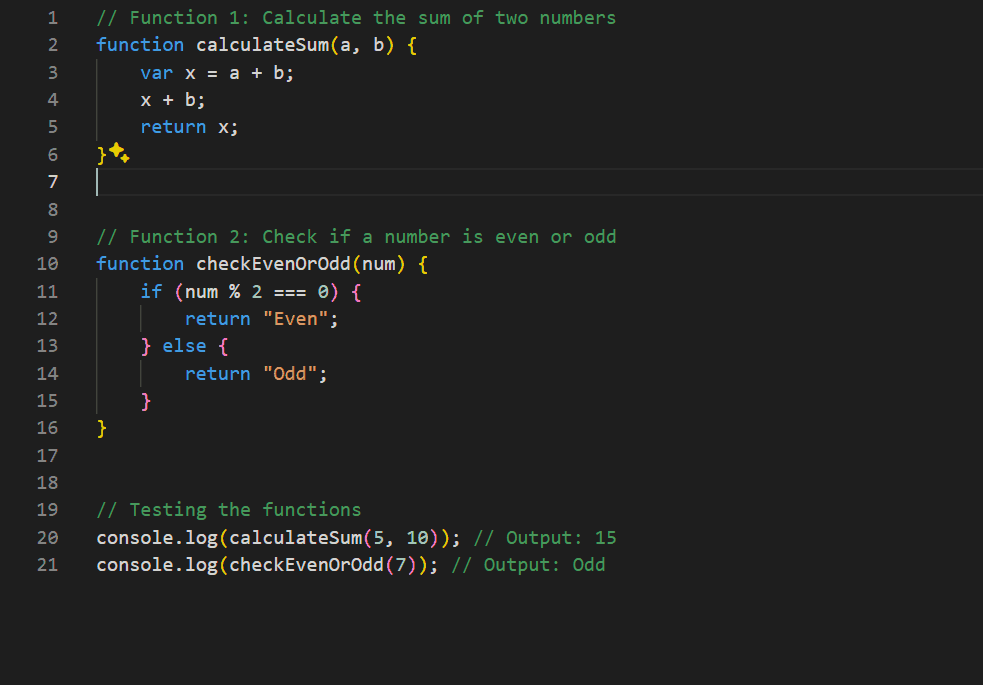 1 // Function 1: Calculate the sum of two numbers
2 function calculateSum(a, b) {
3     var x = a + b;
4     x + b;
5     return x;
6 }
7
8
9 // Function 2: Check if a number is even or odd
10 function checkEvenOrOdd(num) {
11     if (num % 2 === 0) {
12         return "Even";
13     } else {
14         return "Odd";
15     }
16 }
17
18
19 // Testing the functions
20 console.log(calculateSum(5, 10)); // Output: 15
21 console.log(checkEvenOrOdd(7)); // Output: Odd